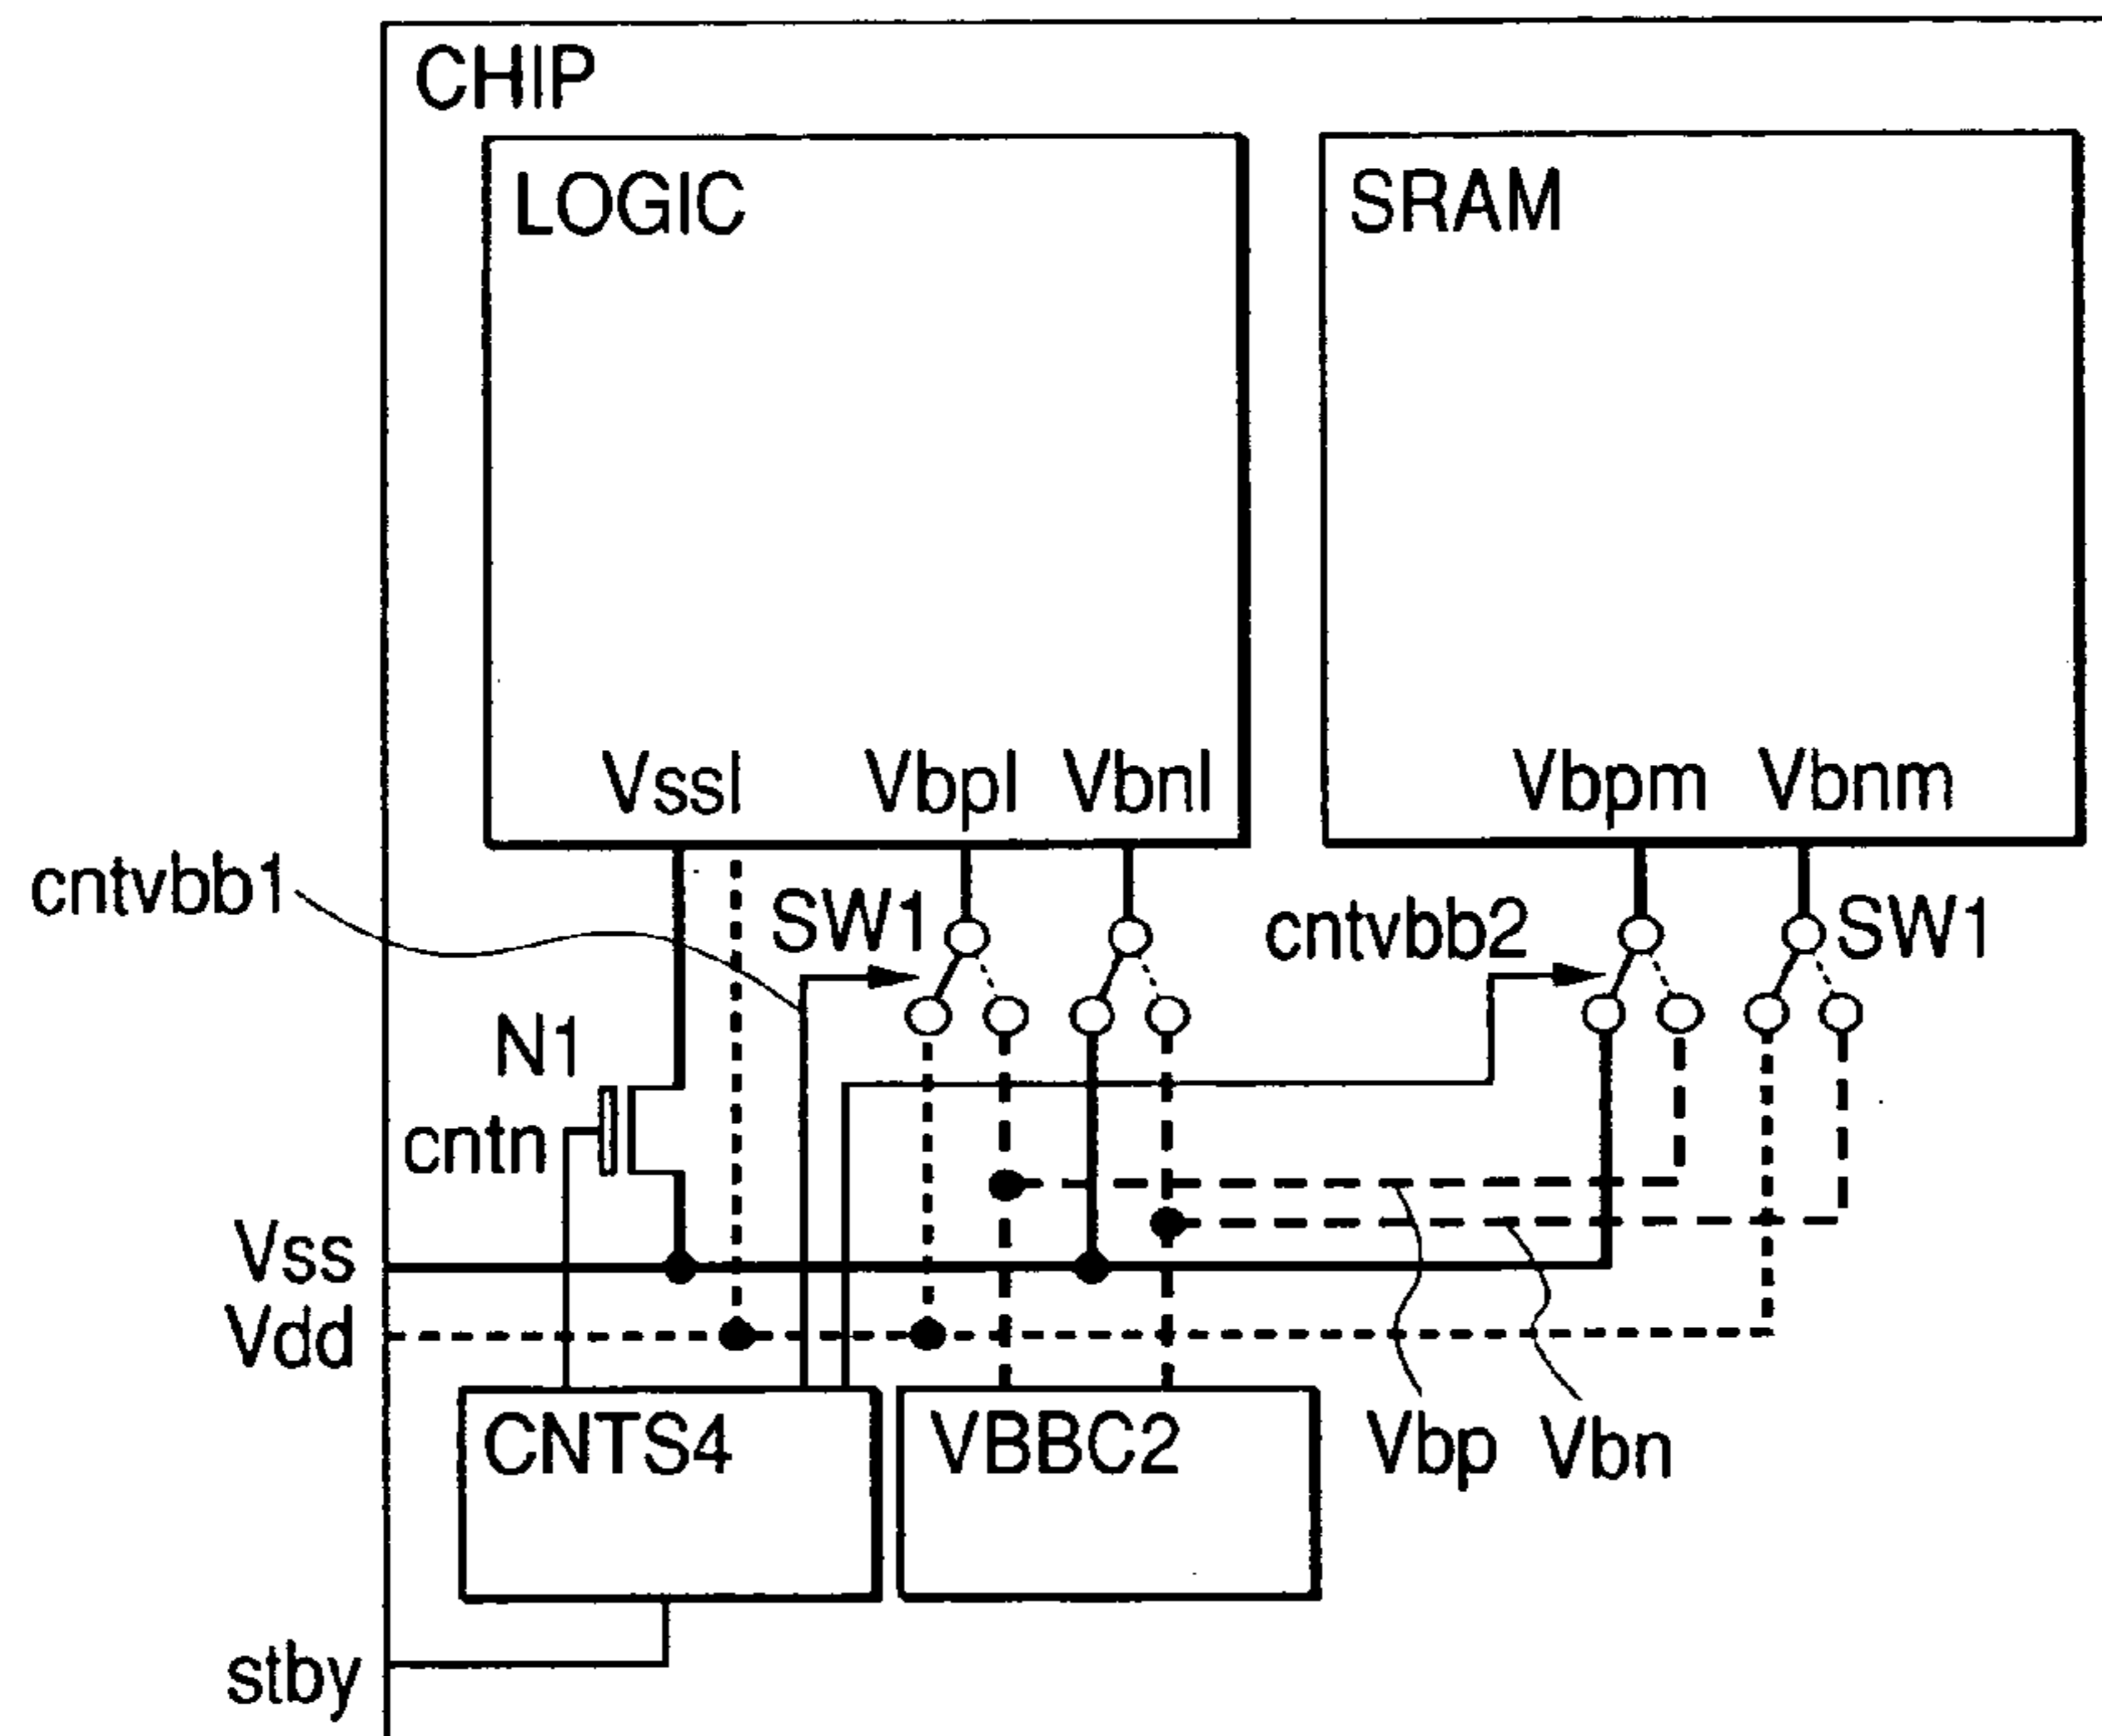 CHIP
LOGIC
SRAM
Vssl
Vbpl
Vbnl
Vbpm
Vbnm
cntvbb1
SW1
cntvbb2
SW1
N1
cntn
Vss
Vdd
CNTS4
VBBC2
Vbp
Vbn
stby